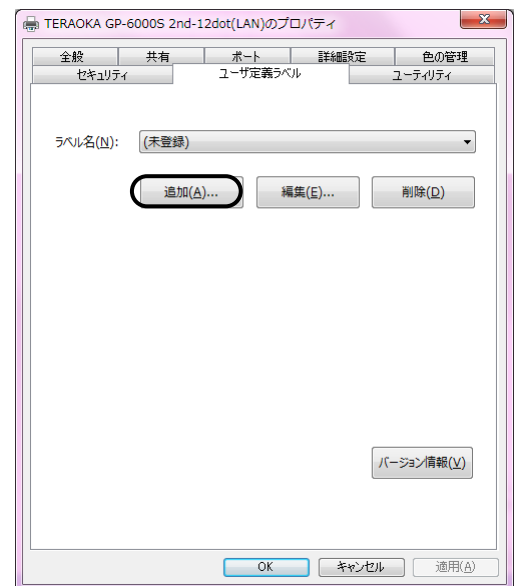 TERAOKA GP-6000S 2nd-12dot(LAN)のプロパティ
全般 共有 ポート 詳細設定 色の管理
セキュリティ ユーザ定義ラベル ユーティリティ
ラベル名(N): (未登録)
追加(A)... 編集(E)... 削除(D)
バージョン情報(V)
OK キャンセル 適用(A)